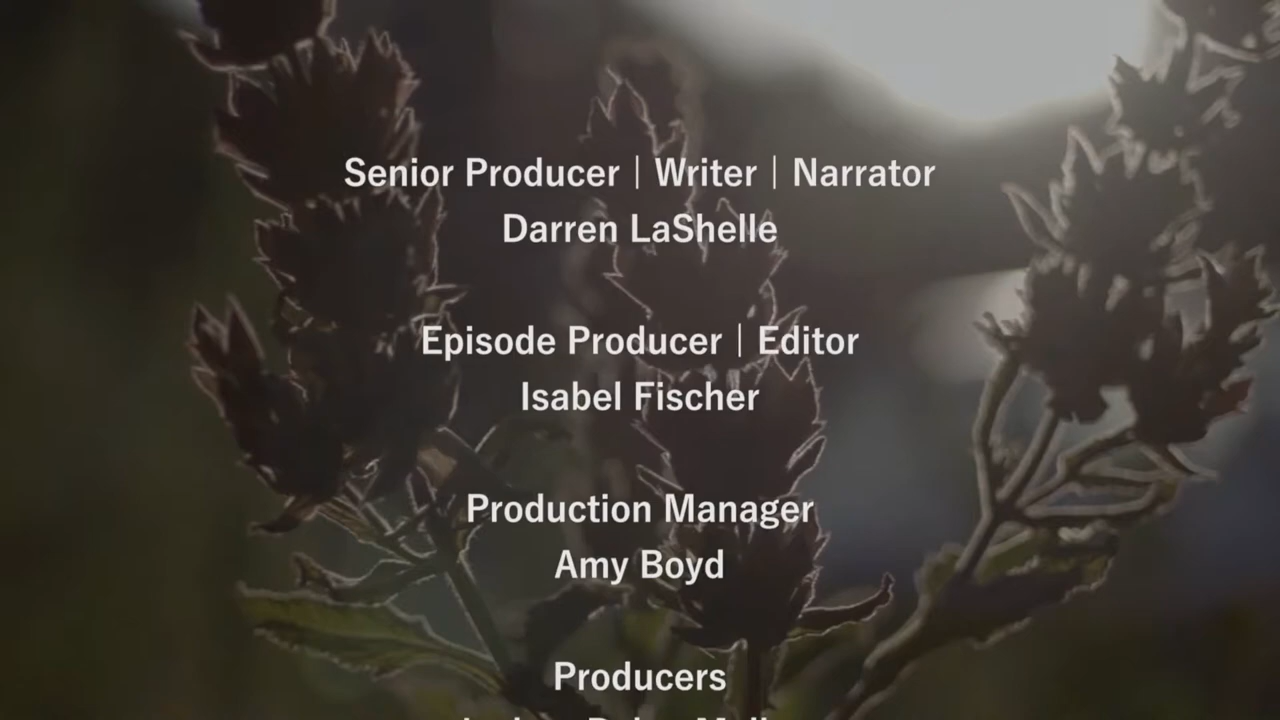 Senior Producer | Writer | Narrator
Darren LaShelle
Episode Producer | Editor
Isabel Fischer
Production Manager
Amy Boyd
Producers